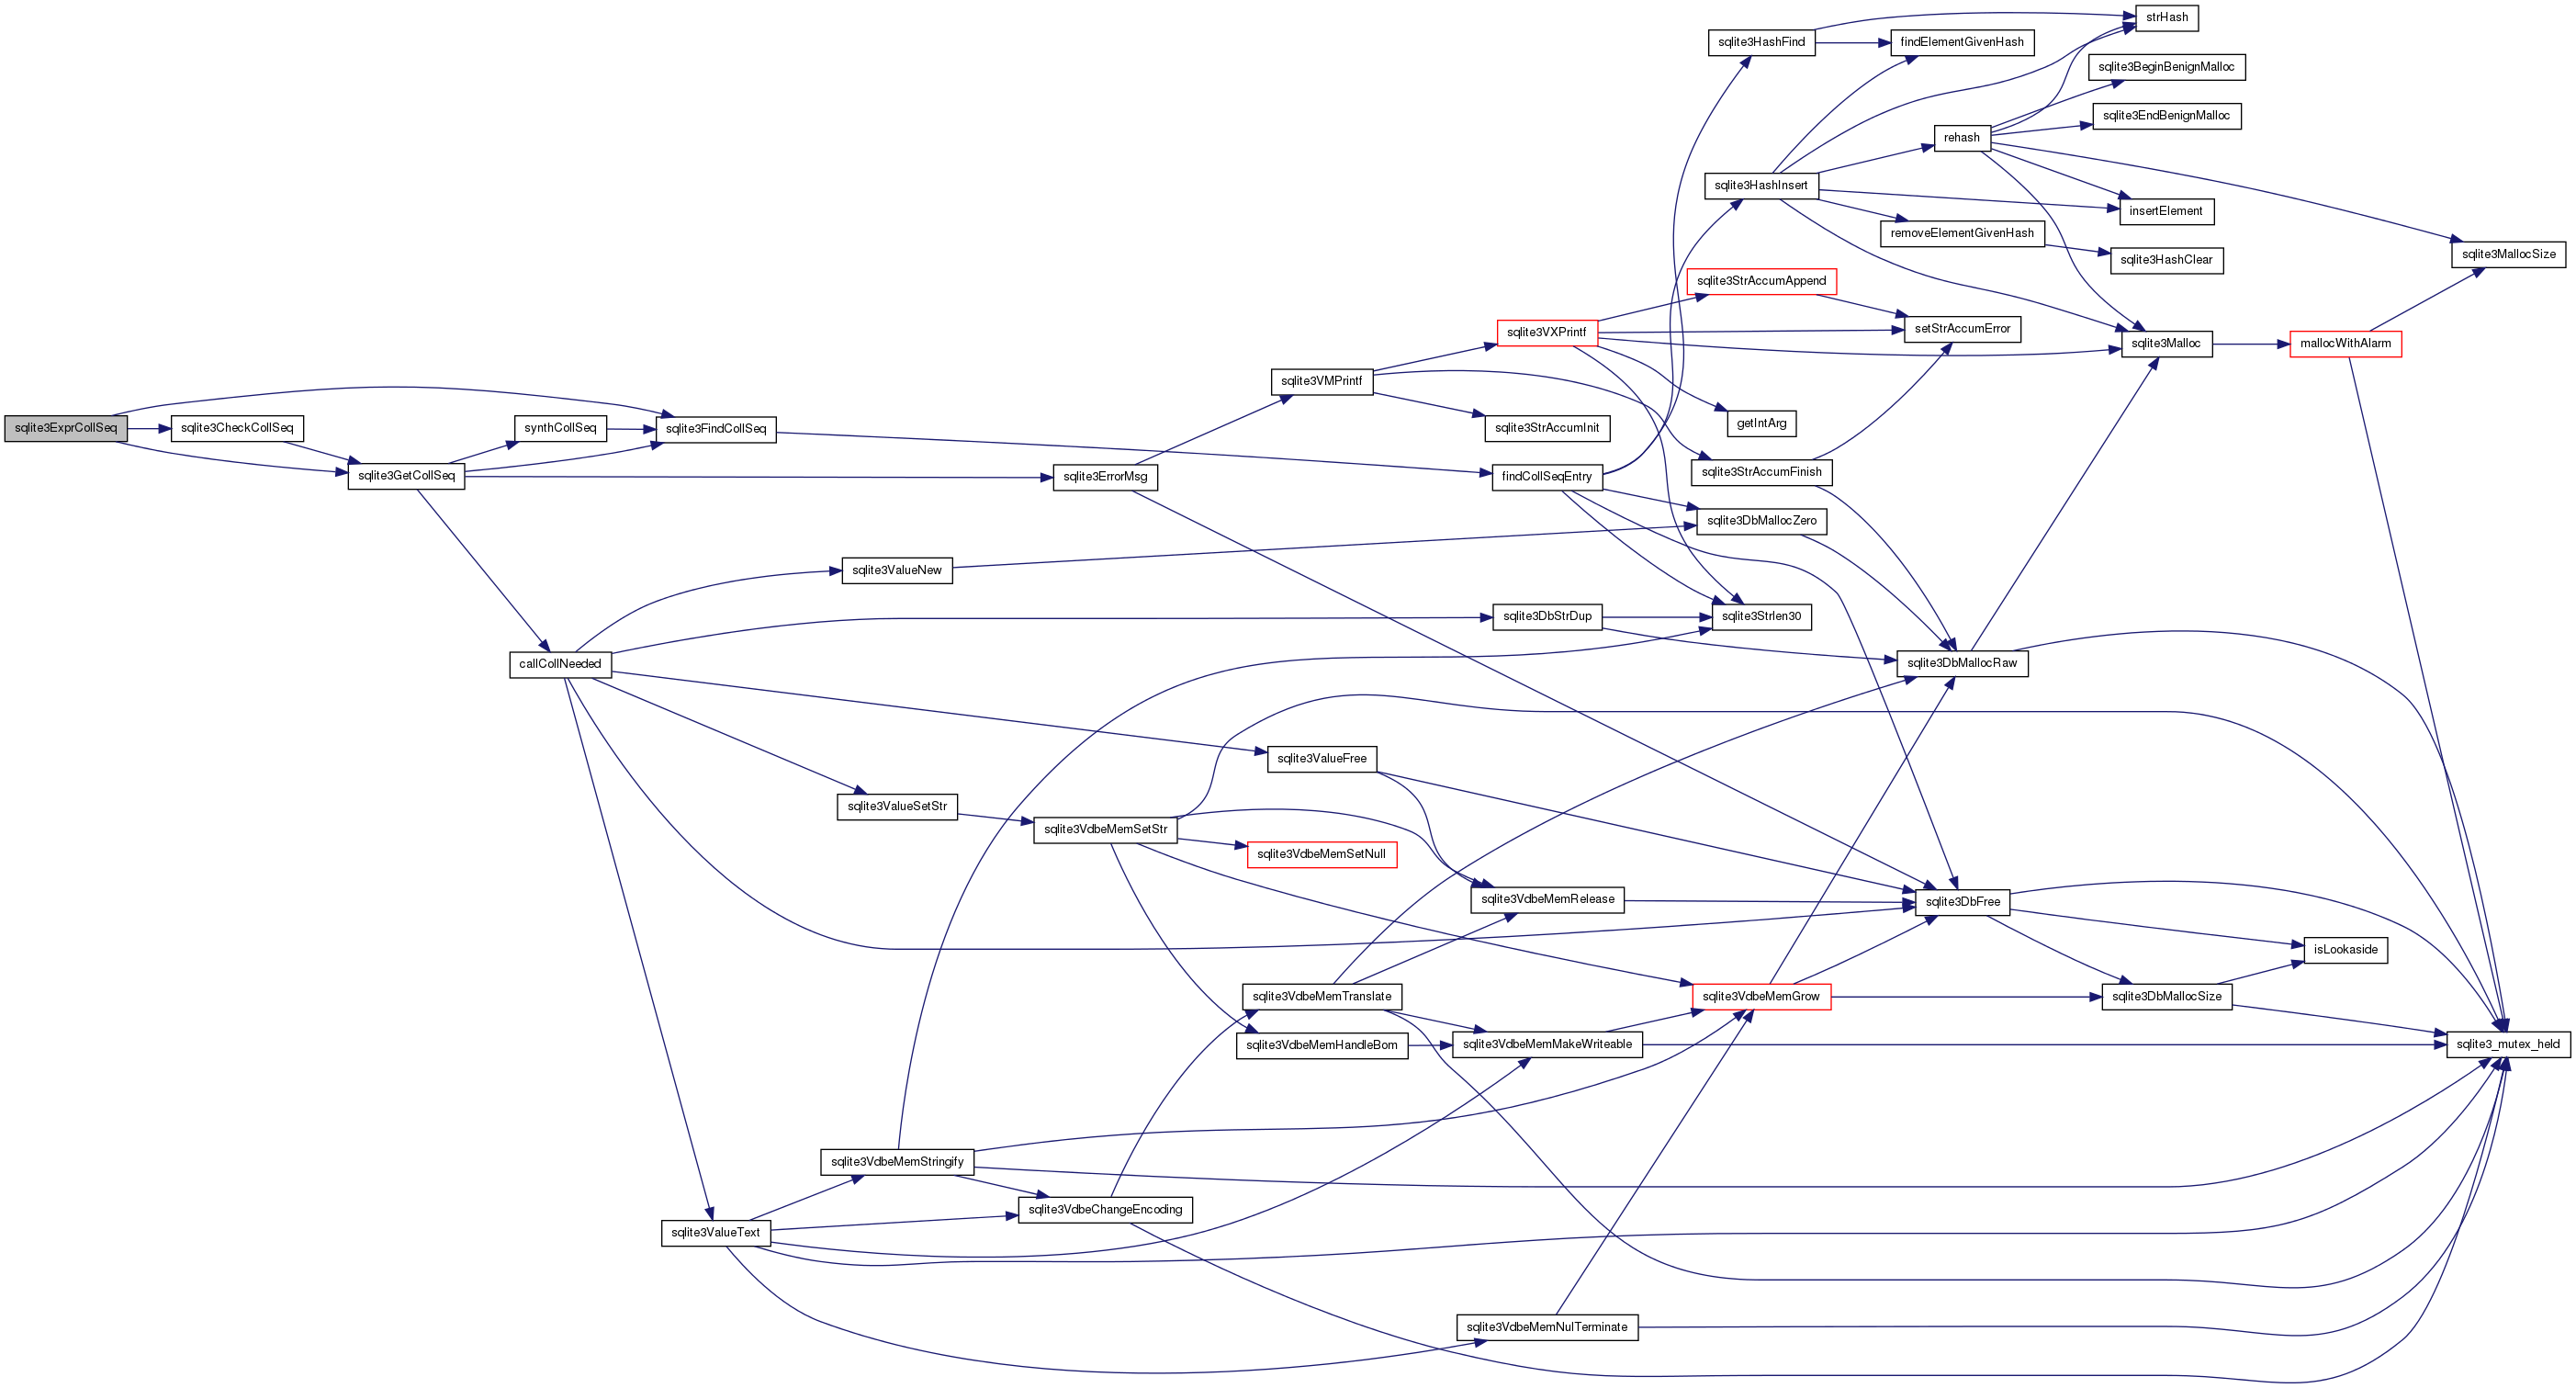 strHash
sqlite3HashFind
findElementGivenHash
sqlite3BeginBenignMalloc
sqlite3EndBenignMalloc
rehash
sqlite3HashInsert
insertElement
removeElementGivenHash
sqlite3MallocSize
sqlite3HashClear
sqlite3StrAccumAppend
sqlite3VXPrintf
setStrAccumError
sqlite3Malloc
mallocWithAlarm
sqlite3VMPrintf
getIntArg
sqlite3ExprCollSeq
sqlite3CheckCollSeq
synthCollSeq
sqlite3FindCollSeq
sqlite3StrAccumInit
sqlite3GetCollSeq
sqlite3ErrorMsg
findCollSeqEntry
sqlite3StrAccumFinish
sqlite3DbMallocZero
sqlite3ValueNew
sqlite3DbStrDup
sqlite3Strlen30
callCollNeeded
sqlite3DbMallocRaw
sqlite3ValueFree
sqlite3ValueSetStr
sqlite3VdbeMemSetStr
sqlite3VdbeMemSetNull
sqlite3VdbeMemRelease
sqlite3DbFree
isLookaside
sqlite3VdbeMemTranslate
sqlite3VdbeMemGrow
sqlite3DbMallocSize
sqlite3VdbeMemHandleBom
sqlite3VdbeMemMakeWriteable
sqlite3_mutex_held
sqlite3VdbeMemStringify
sqlite3VdbeChangeEncoding
sqlite3ValueText
sqlite3VdbeMemNulTerminate